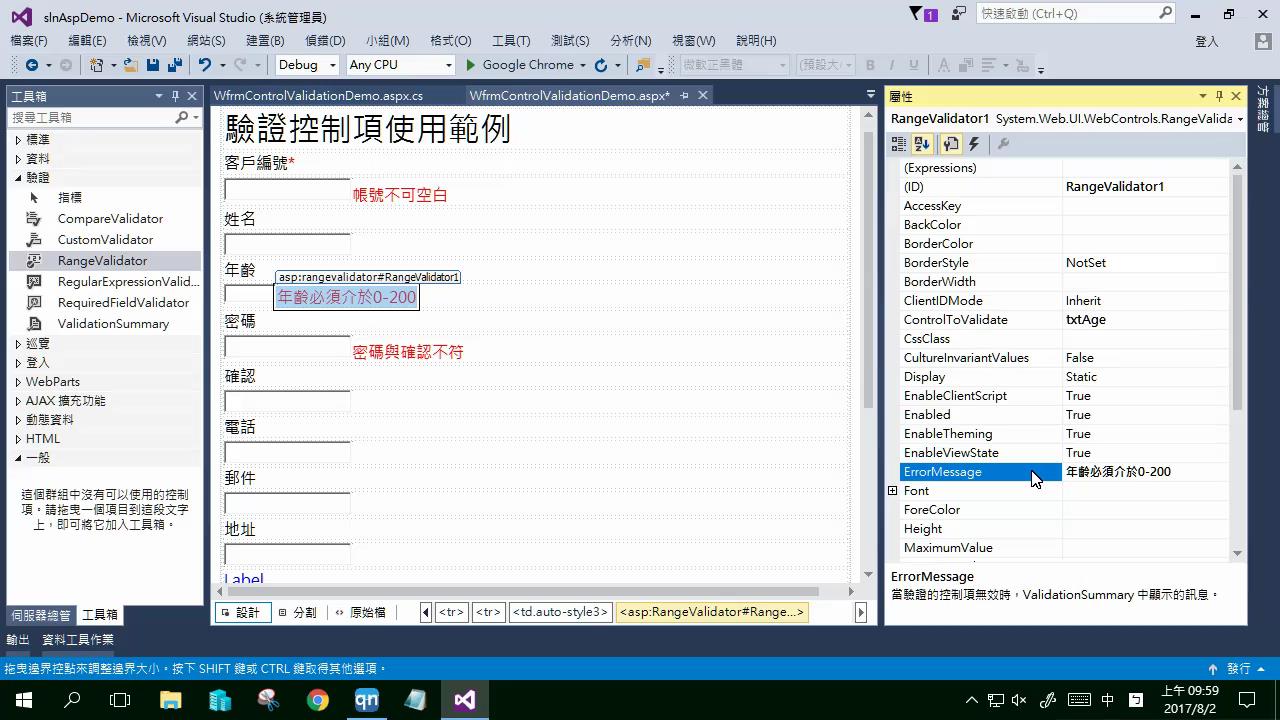 slnAspDemo - Microsoft Visual Studio (系統管理員)
1
快速啟動 (Ctrl+Q)
檔案(F) 編輯(E) 檢視(V) 網站(S) 建置(B) 偵錯(D) 小組(M) 格式(O) 工具(T) 測試(S) 分析(N) 視窗(W) 說明(H) 登入
Debug Any CPU Google Chrome 微軟正黑體 (預設大 B I U
工具箱
搜尋工具箱
標準
資料
驗證
指標
CompareValidator
CustomValidator
RangeValidator
RegularExpressionValid...
RequiredFieldValidator
ValidationSummary
巡覽
登入
WebParts
AJAX 擴充功能
動態資料
HTML
一般
這個群組中沒有可以使用的控制
項。請拖曳一個項目到這段文字
上，即可將它加入工具箱。
伺服器總管 工具箱
輸出 資料工具作業
WfrmControlValidationDemo.aspx.cs WfrmControlValidationDemo.aspx*
驗證控制項使用範例
客戶編號*
帳號不可空白
姓名
年齡
asp:rangevalidator#RangeValidator1
年齡必須介於0-200
密碼
密碼與確認不符
確認
電話
郵件
地址
Label
設計 分割 原始檔 <tr> <tr> <td.auto-style3> <asp:RangeValidator#Range...>
屬性
RangeValidator1 System.Web.UI.WebControls.RangeValida
(Expressions)
(ID) RangeValidator1
AccessKey
BackColor
BorderColor
BorderStyle NotSet
BorderWidth
ClientIDMode Inherit
ControlToValidate txtAge
CssClass
CultureInvariantValues False
Display Static
EnableClientScript True
Enabled True
EnableTheming True
EnableViewState True
ErrorMessage 年齡必須介於0-200
Font
ForeColor
Height
MaximumValue
ErrorMessage
當驗證的控制項無效時，ValidationSummary 中顯示的訊息。
方案總管
拖曳邊界控點來調整邊界大小。按下 SHIFT 鍵或 CTRL 鍵取得其他選項。 發行
qn 中 上午 09:59
2017/8/2